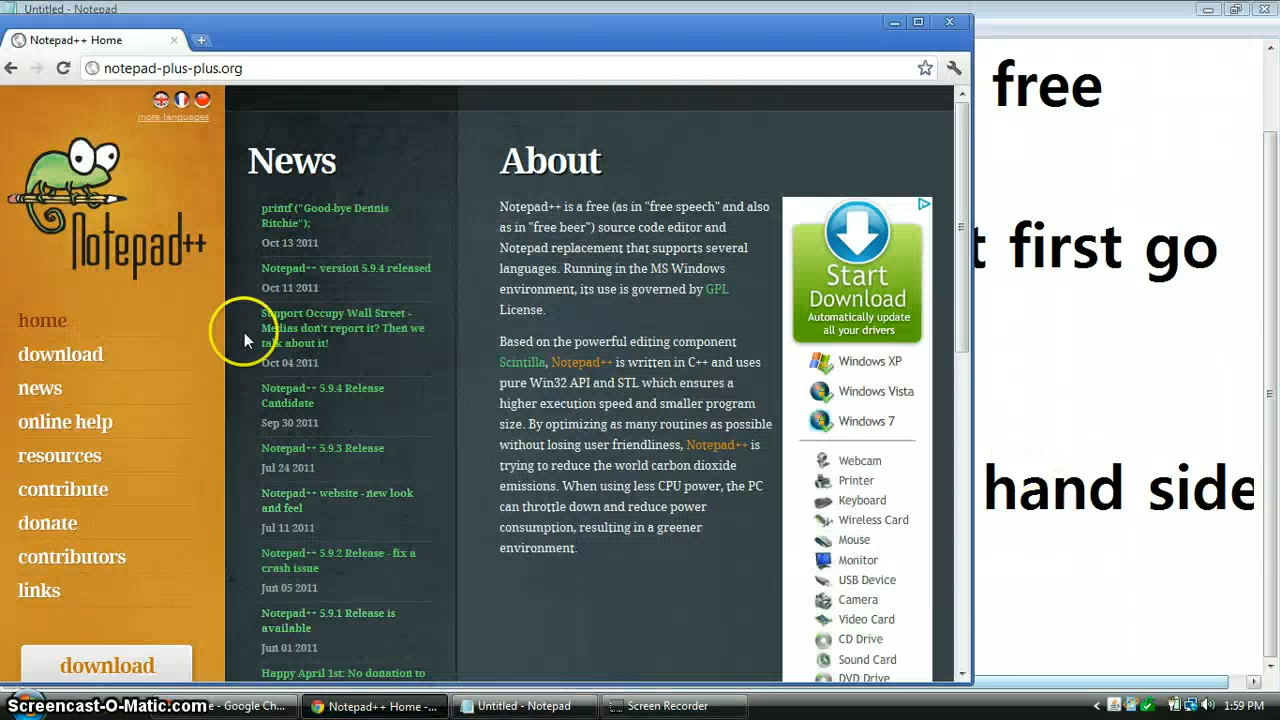 Untitled - Notepad
Notepad++ Home
notepad-plus-plus.org
more languages
Notepad++
home
download
news
online help
resources
contribute
donate
contributors
links
download
News
printf ("Good-bye Dennis
Ritchie");
Oct 13 2011
Notepad++ version 5.9.4 released
Oct 11 2011
Support Occupy Wall Street -
Medias don't report it? Then we
talk about it!
Oct 04 2011
Notepad++ 5.9.4 Release
Candidate
Sep 30 2011
Notepad++ 5.9.3 Release
Jul 24 2011
Notepad++ website - new look
and feel
Jul 11 2011
Notepad++ 5.9.2 Release - fix a
crash issue
Jun 05 2011
Notepad++ 5.9.1 Release is
available
Jun 01 2011
Happy April 1st: No donation to
About
Notepad++ is a free (as in "free speech" and also
as in "free beer") source code editor and
Notepad replacement that supports several
languages. Running in the MS Windows
environment, its use is governed by GPL
License.
Based on the powerful editing component
Scintilla, Notepad++ is written in C++ and uses
pure Win32 API and STL which ensures a
higher execution speed and smaller program
size. By optimizing as many routines as possible
without losing user friendliness, Notepad++ is
trying to reduce the world carbon dioxide
emissions. When using less CPU power, the PC
can throttle down and reduce power
consumption, resulting in a greener
environment.
Start
Download
Automatically update
all your drivers
Windows XP
Windows Vista
Windows 7
Webcam
Printer
Keyboard
Wireless Card
Mouse
Monitor
USB Device
Camera
Video Card
CD Drive
Sound Card
DVD Drive
free
t first go
hand side
Screencast-O-Matic.com
e - Google Ch...
Notepad++ Home -...
Untitled - Notepad
Screen Recorder
1:59 PM